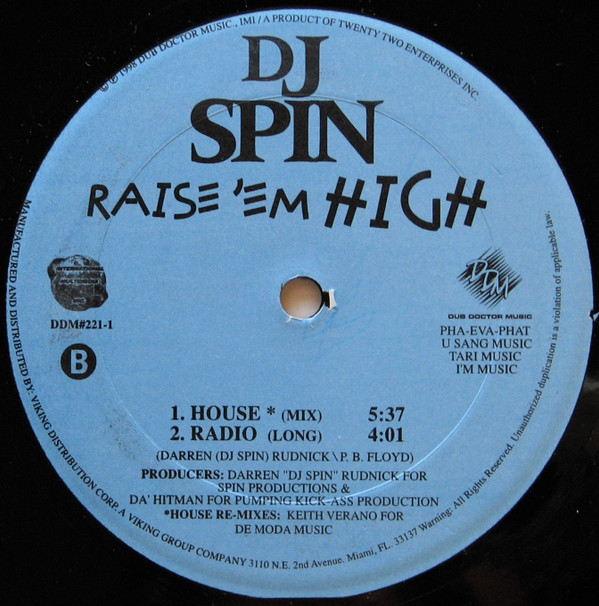 ℗ © 1998 DUB DOCTOR MUSIC., IMI / A PRODUCT OF TWENTY TWO ENTERPRISES INC.
DJ
SPIN
RAISE 'EM HIGH
INTERNATIONAL
MULTIMEDIA
DDM
DUB DOCTOR MUSIC
DDM#221-1
B
PHA-EVA-PHAT
U SANG MUSIC
TARI MUSIC
I'M MUSIC
1. HOUSE * (MIX) 5:37
2. RADIO (LONG) 4:01
(DARREN (DJ SPIN) RUDNICK \ P. B. FLOYD)
PRODUCERS: DARREN "DJ SPIN" RUDNICK FOR
SPIN PRODUCTIONS &
DA' HITMAN FOR PUMPING KICK-ASS PRODUCTION
*HOUSE RE-MIXES: KEITH VERANO FOR
DE MODA MUSIC
MANUFACTURED AND DISTRIBUTED BY: VIKING DISTRIBUTION CORP. A VIKING GROUP COMPANY 3110 N.E. 2nd Avenue. Miami, FL. 33137 Warning: All Rights Reserved. Unauthorized duplication is a violation of applicable law.